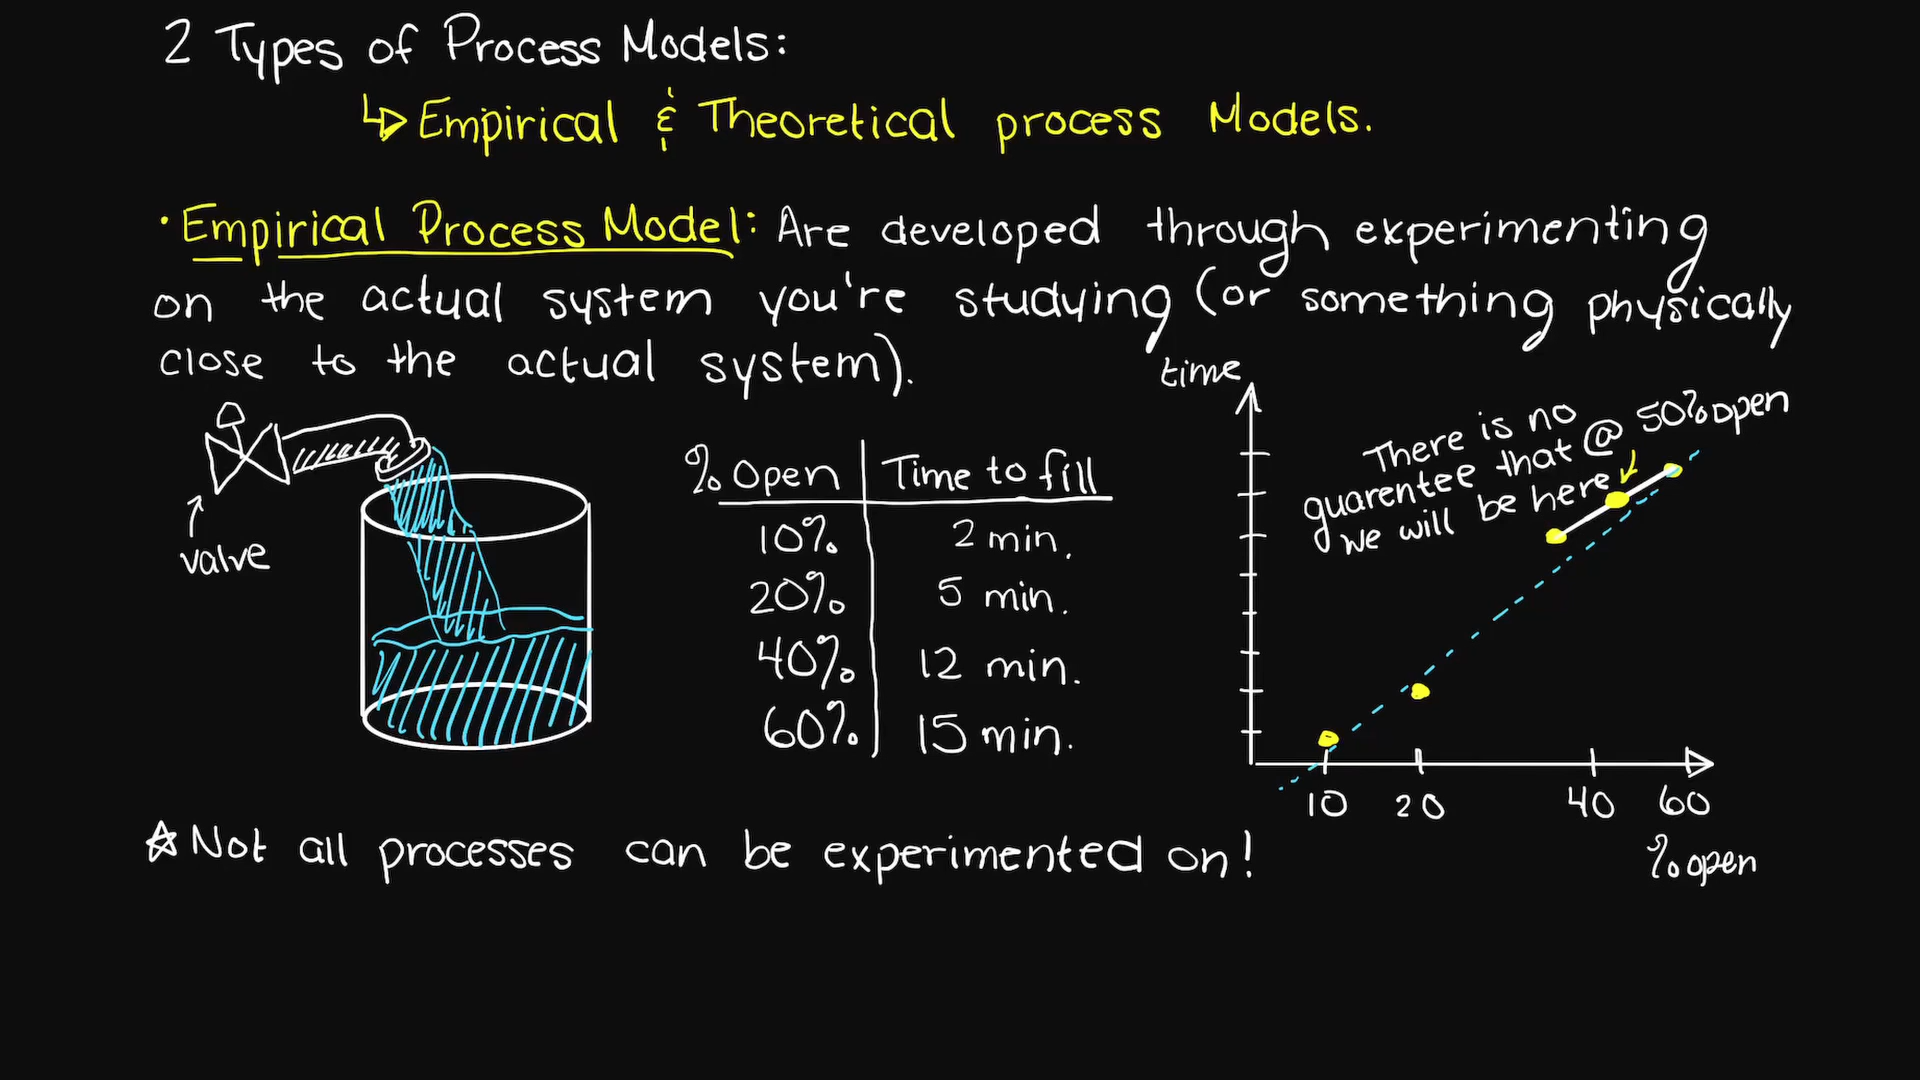 2 Types of Process Models:
↳ Empirical & Theoretical process Models.
• Empirical Process Model: Are developed through experimenting
on the actual system you're studying (or something physically
close to the actual system).
valve
% Open | Time to fill
10% | 2 min.
20% | 5 min.
40% | 12 min.
60% | 15 min.
time
There is no
guarentee that @ 50% open
we will be here
10 20 40 60
% open
☆ Not all processes can be experimented on!